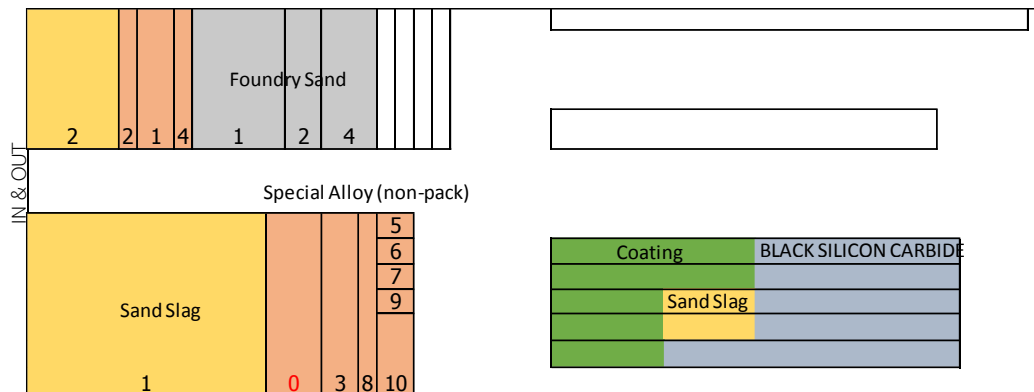 Foundry Sand
2 2 1 4 1 2 4
IN & OUT
Special Alloy (non-pack)
5
6
7
9
Coating BLACK SILICON CARBIDE
Sand Slag
Sand Slag
1 0 3 8 10